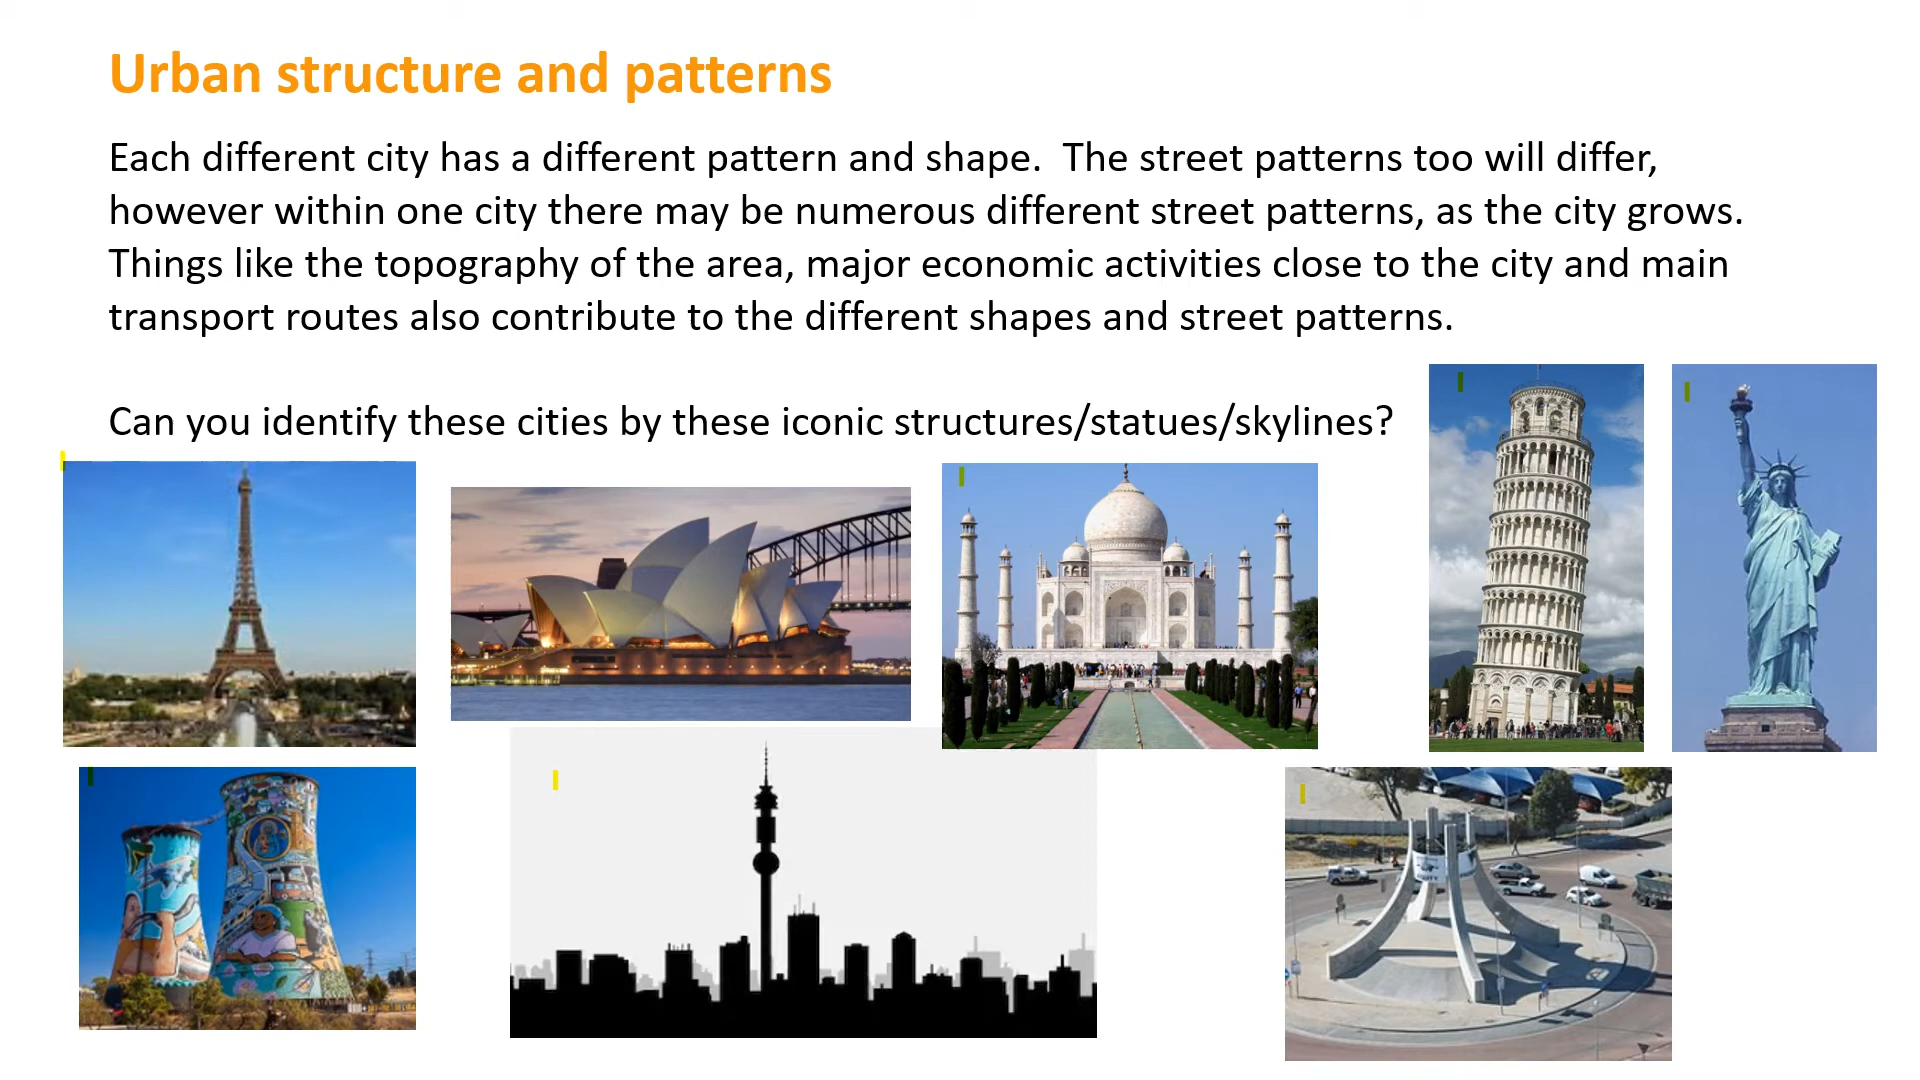 Urban structure and patterns
Each different city has a different pattern and shape.  The street patterns too will differ,
however within one city there may be numerous different street patterns, as the city grows.
Things like the topography of the area, major economic activities close to the city and main
transport routes also contribute to the different shapes and street patterns.
Can you identify these cities by these iconic structures/statues/skylines?